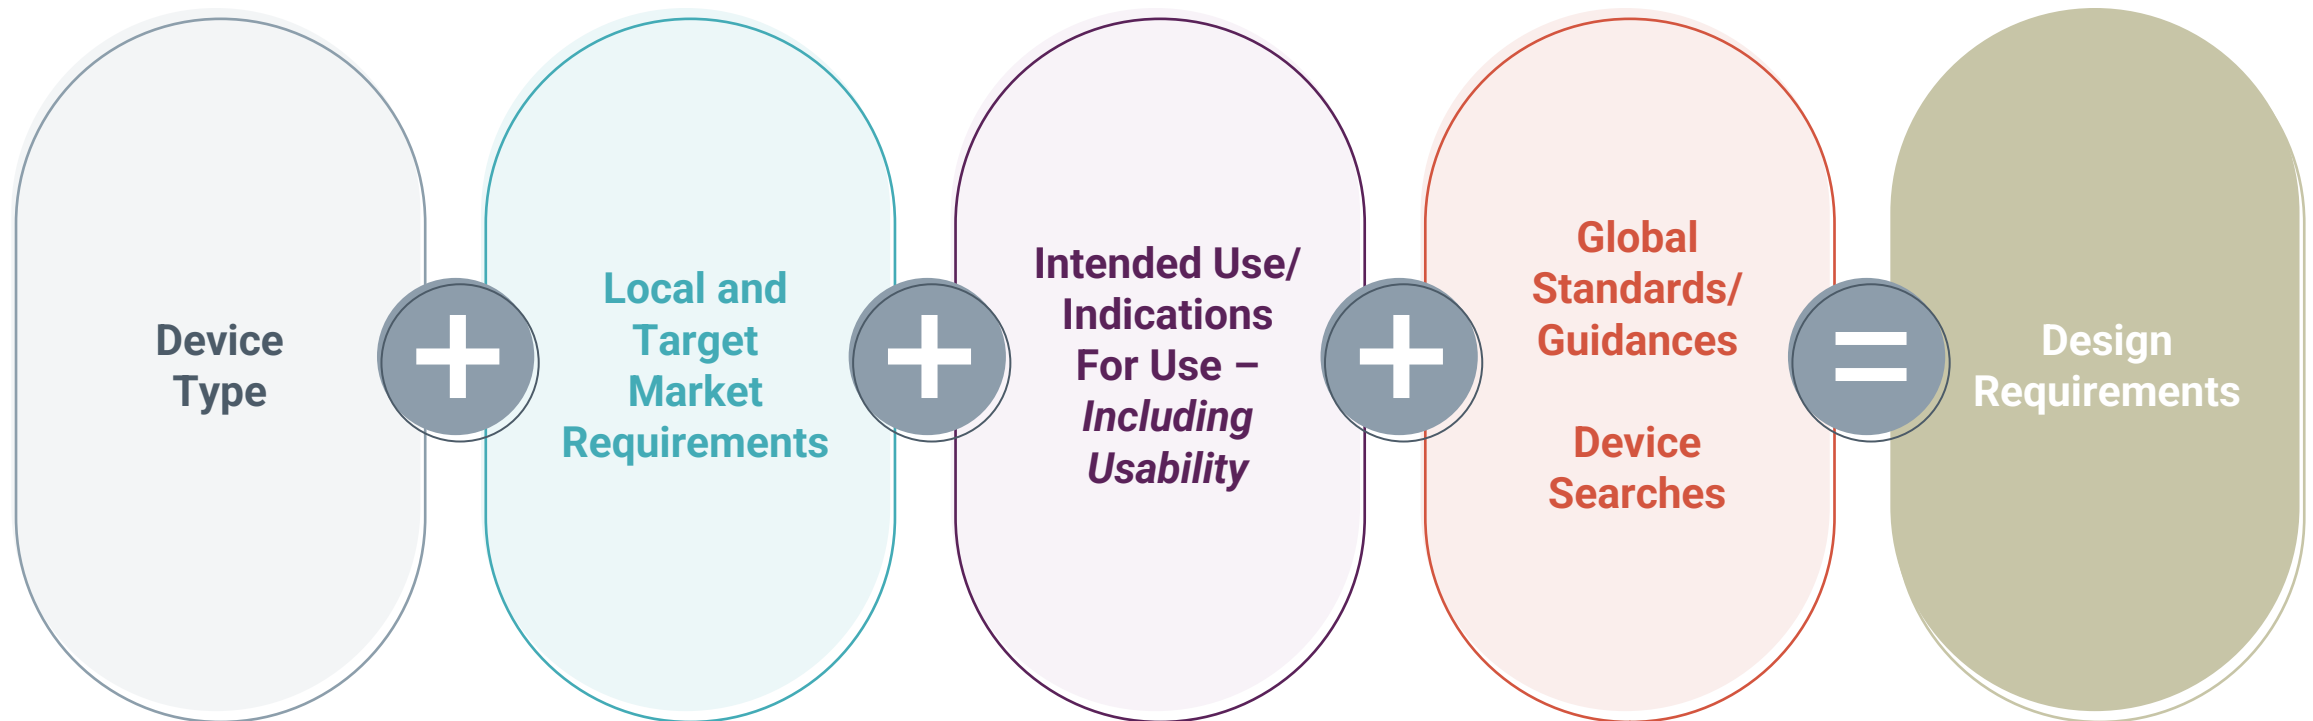 Device
Type
+
Local and
Target
Market
Requirements
+
Intended Use/
Indications
For Use –
Including
Usability
+
Global
Standards/
Guidances
Device
Searches
=
Design
Requirements